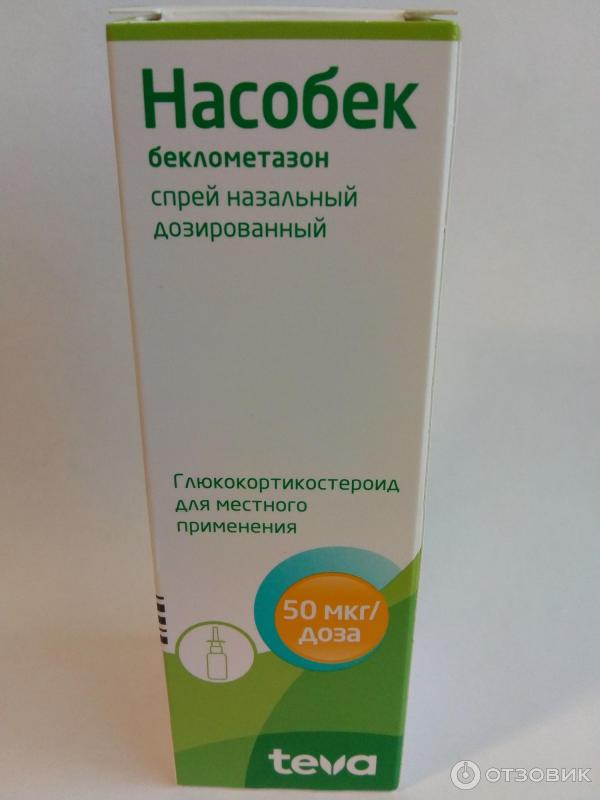 Насобек
беклометазон
спрей назальный
дозированный
Глюкокортикостероид
для местного
применения
50 мкг/
доза
teva
ОТЗОВИК